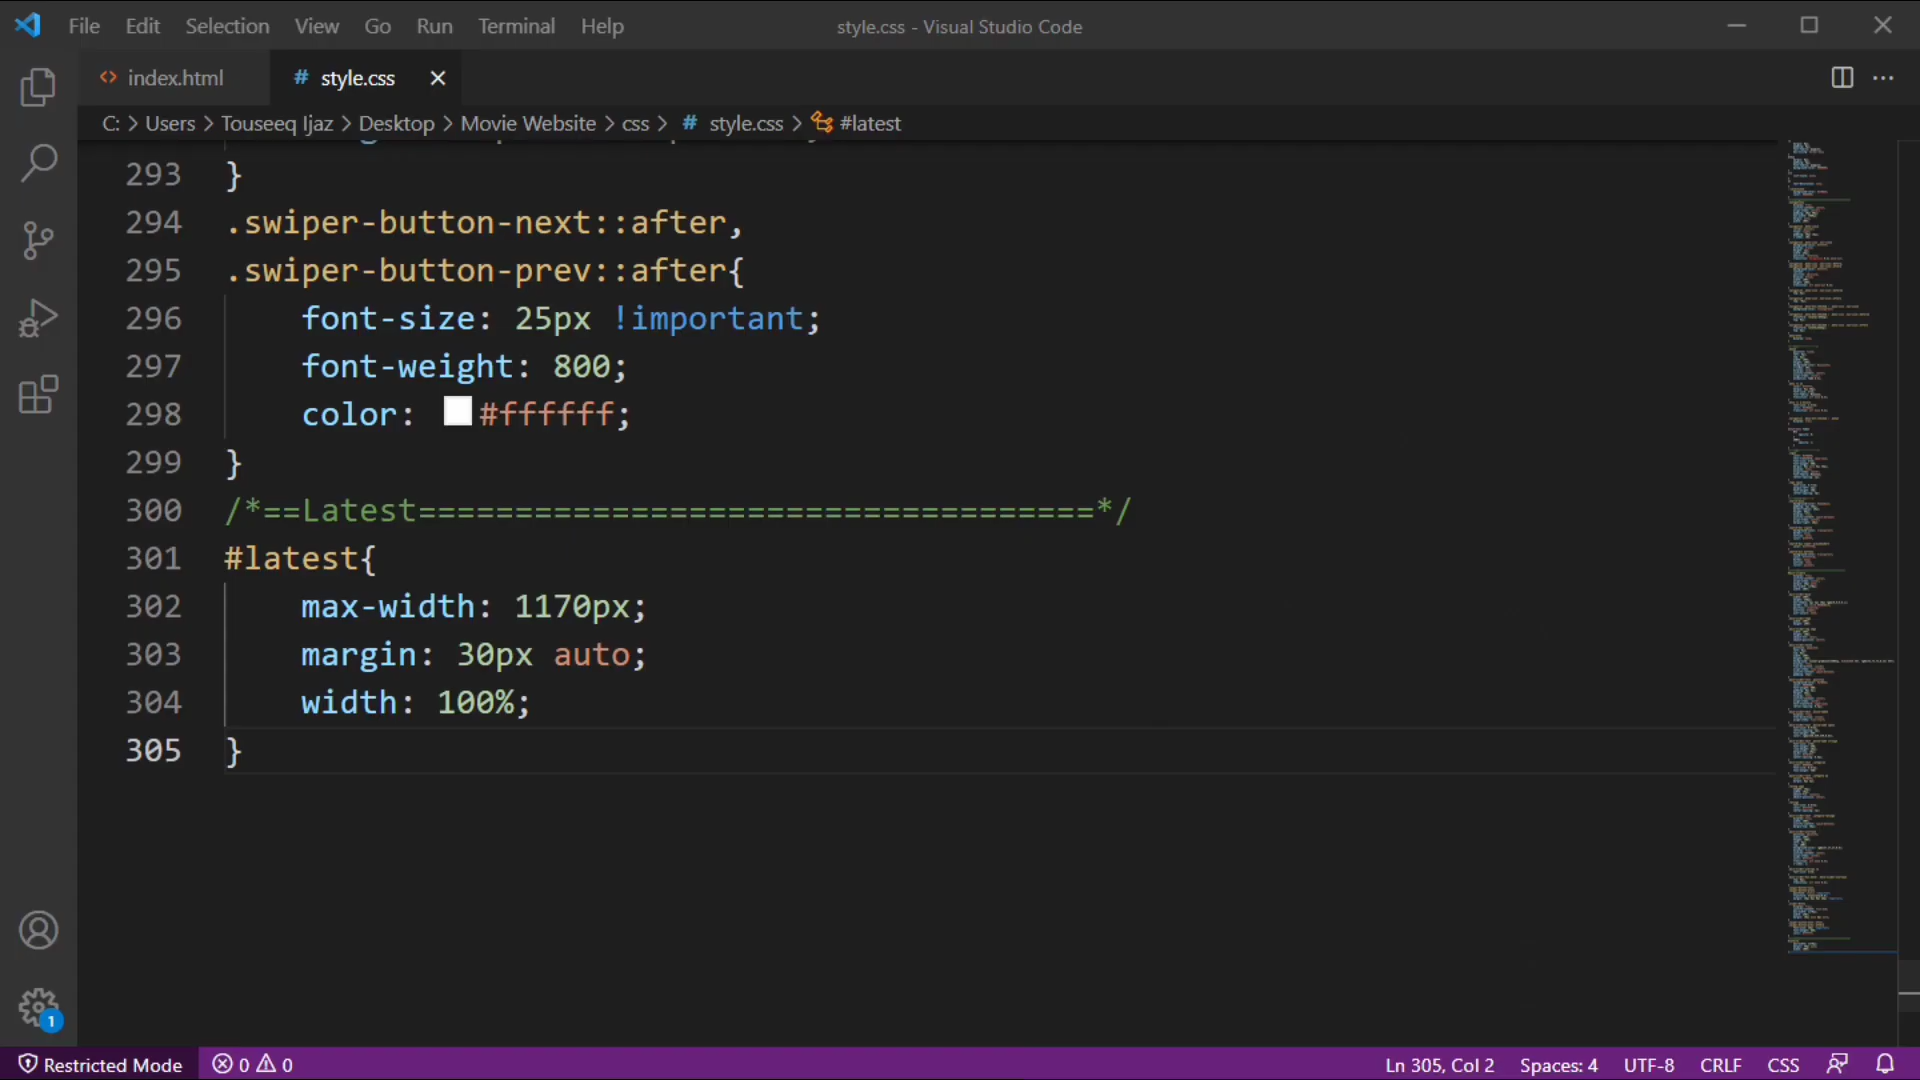 File Edit Selection View Go Run Terminal Help style.css - Visual Studio Code
index.html # style.css
C: > Users > Touseeq Ijaz > Desktop > Movie Website > css > # style.css > #latest
293 }
294 .swiper-button-next::after,
295 .swiper-button-prev::after{
296 font-size: 25px !important;
297 font-weight: 800;
298 color: #ffffff;
299 }
300 /*==Latest===================================*/
301 #latest{
302 max-width: 1170px;
303 margin: 30px auto;
304 width: 100%;
305 }
1
Restricted Mode 0 0 Ln 305, Col 2 Spaces: 4 UTF-8 CRLF CSS